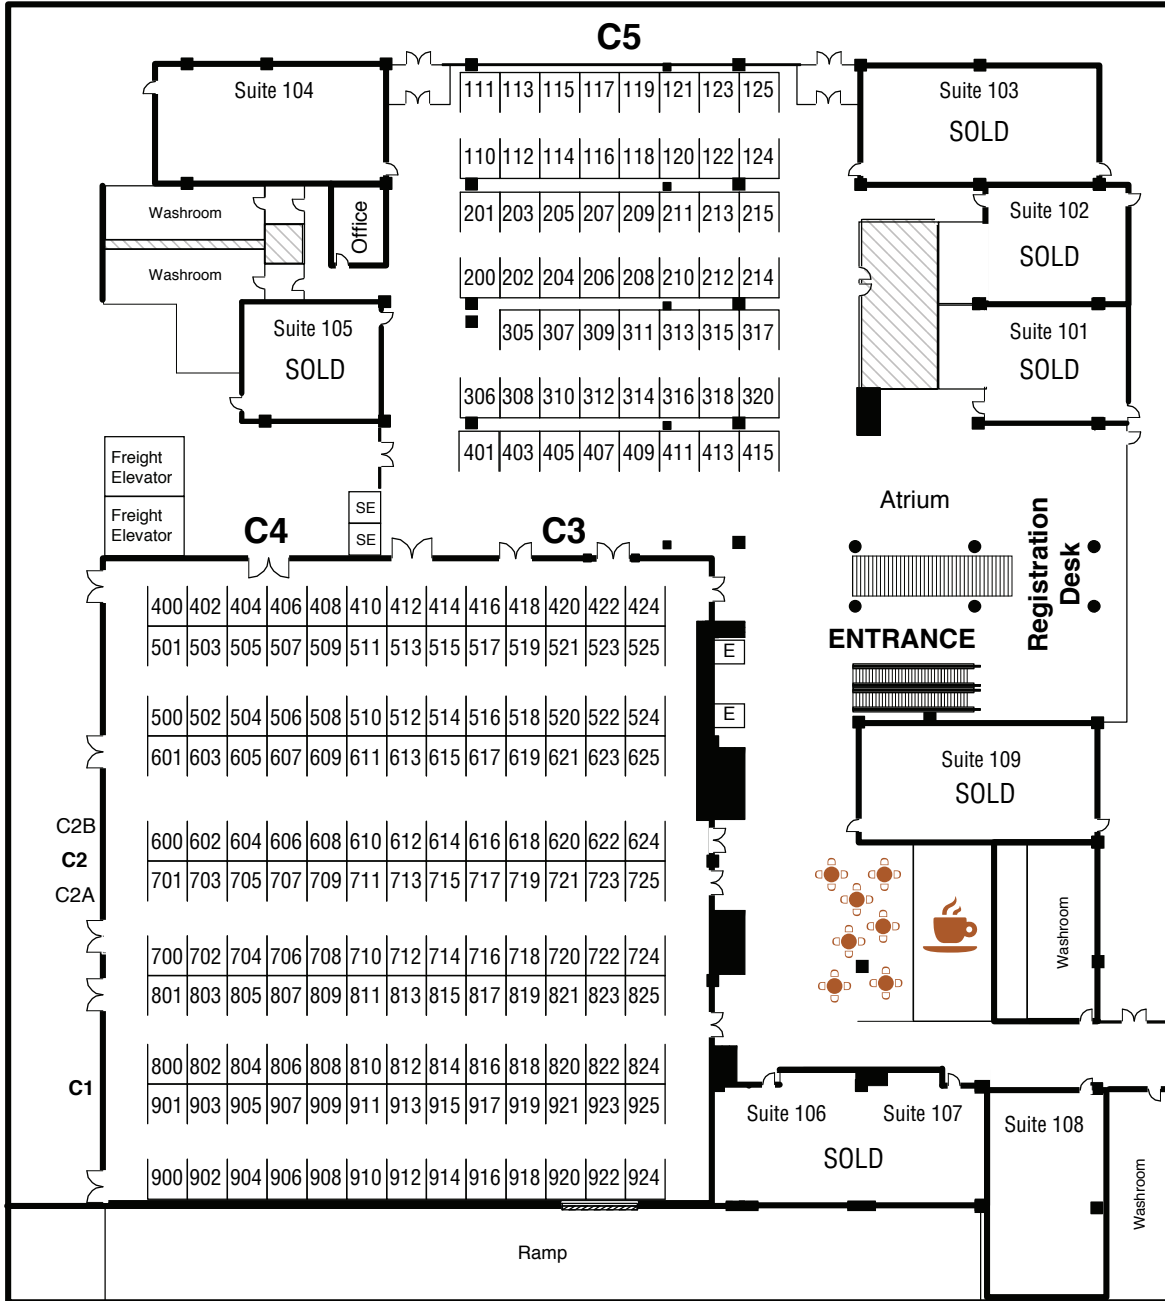 C5
Suite 104
111 113 115 117 119 121 123 125
Suite 103
SOLD
110 112 114 116 118 120 122 124
Washroom
Office
201 203 205 207 209 211 213 215
Suite 102
SOLD
Washroom
200 202 204 206 208 210 212 214
Suite 105
SOLD
305 307 309 311 313 315 317
Suite 101
SOLD
306 308 310 312 314 316 318 320
401 403 405 407 409 411 413 415
Freight
Elevator
Freight
Elevator
SE
SE
C4
C3
Atrium
Registration
Desk
ENTRANCE
400 402 404 406 408 410 412 414 416 418 420 422 424
501 503 505 507 509 511 513 515 517 519 521 523 525
E
500 502 504 506 508 510 512 514 516 518 520 522 524
E
601 603 605 607 609 611 613 615 617 619 621 623 625
Suite 109
SOLD
C2B
C2
C2A
600 602 604 606 608 610 612 614 616 618 620 622 624
701 703 705 707 709 711 713 715 717 719 721 723 725
Washroom
700 702 704 706 708 710 712 714 716 718 720 722 724
801 803 805 807 809 811 813 815 817 819 821 823 825
C1
800 802 804 806 808 810 812 814 816 818 820 822 824
901 903 905 907 909 911 913 915 917 919 921 923 925
Suite 106
Suite 107
SOLD
Suite 108
900 902 904 906 908 910 912 914 916 918 920 922 924
Washroom
Ramp